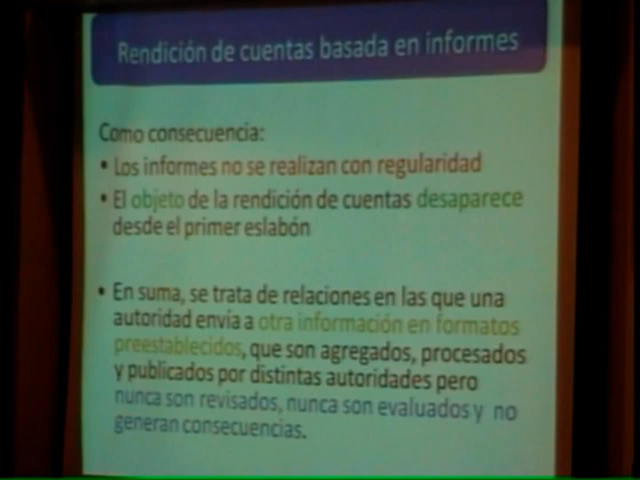 Rendición de cuentas basada en informes
Como consecuencia:
• Los informes no se realizan con regularidad
• El objeto de la rendición de cuentas desaparece
desde el primer eslabón
• En suma, se trata de relaciones en las que una
autoridad envía a otra información en formatos
preestablecidos, que son agregados, procesados
y publicados por distintas autoridades pero
nunca son revisados, nunca son evaluados y no
generan consecuencias.